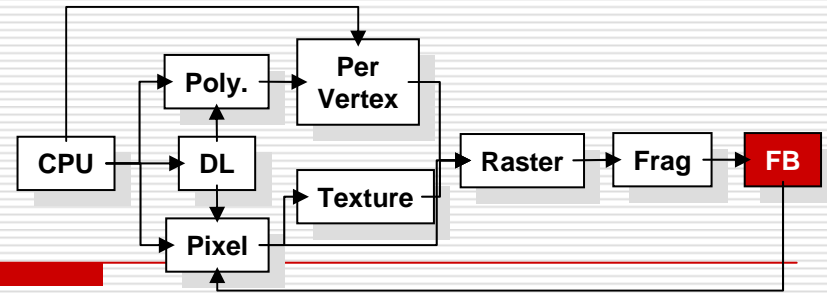 Per
Vertex
Poly.
CPU
DL
Raster
Frag
FB
Texture
Pixel